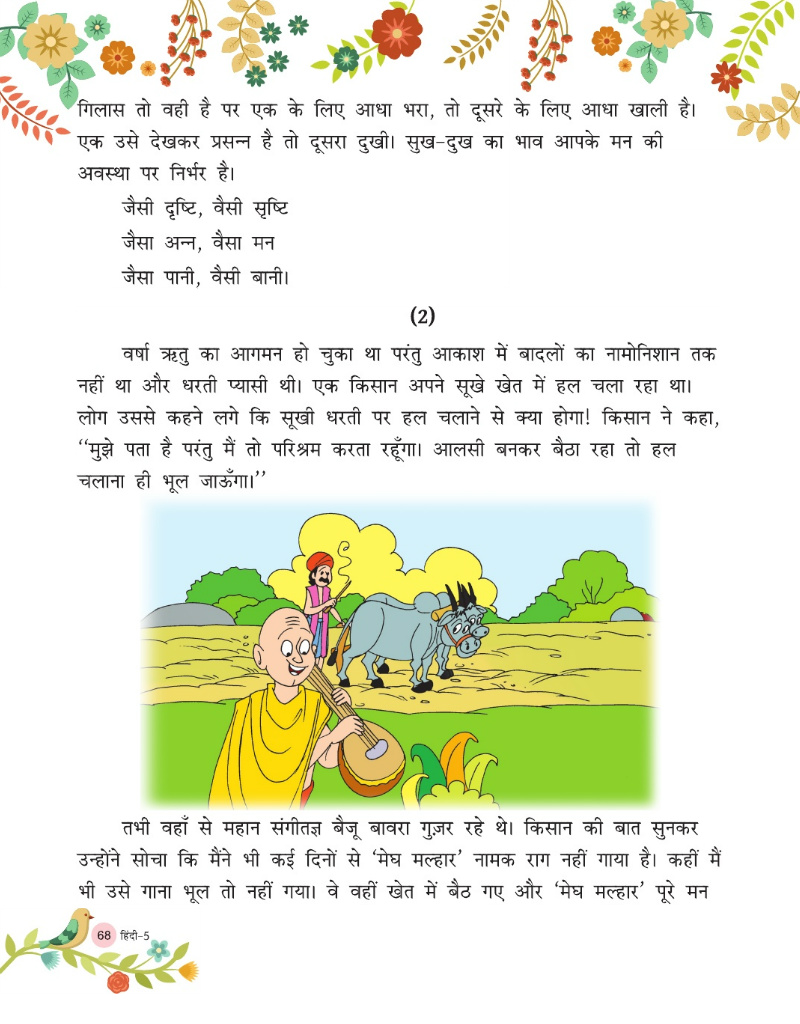 गिलास तो वही है पर एक के लिए आधा भरा, तो दूसरे के लिए आधा खाली है।
एक उसे देखकर प्रसन्न है तो दूसरा दुखी। सुख-दुख का भाव आपके मन की
अवस्था पर निर्भर है।
जैसी दृष्टि, वैसी सृष्टि
जैसा अन्न, वैसा मन
जैसा पानी, वैसी बानी।
(2)
वर्षा ऋतु का आगमन हो चुका था परंतु आकाश में बादलों का नामोनिशान तक
नहीं था और धरती प्यासी थी। एक किसान अपने सूखे खेत में हल चला रहा था।
लोग उससे कहने लगे कि सूखी धरती पर हल चलाने से क्या होगा! किसान ने कहा,
‘‘मुझे पता है परंतु मैं तो परिश्रम करता रहूँगा। आलसी बनकर बैठा रहा तो हल
चलाना ही भूल जाऊँगा।’’
तभी वहाँ से महान संगीतज्ञ बैजू बावरा गुज़र रहे थे। किसान की बात सुनकर
उन्होंने सोचा कि मैंने भी कई दिनों से ‘मेघ मल्हार’ नामक राग नहीं गाया है। कहीं मैं
भी उसे गाना भूल तो नहीं गया। वे वहीं खेत में बैठ गए और ‘मेघ मल्हार’ पूरे मन
68 हिंदी-5